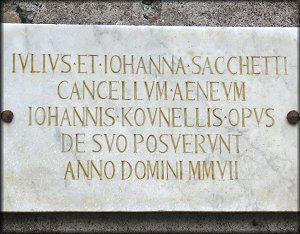 IVLIVS·ET·IOHANNA·SACCHETTI
CANCELLVM·AENEVM
IOHANNIS·KOVNELLIS·OPVS
DE SVO POSVERVNT
ANNO DOMINI MMVII